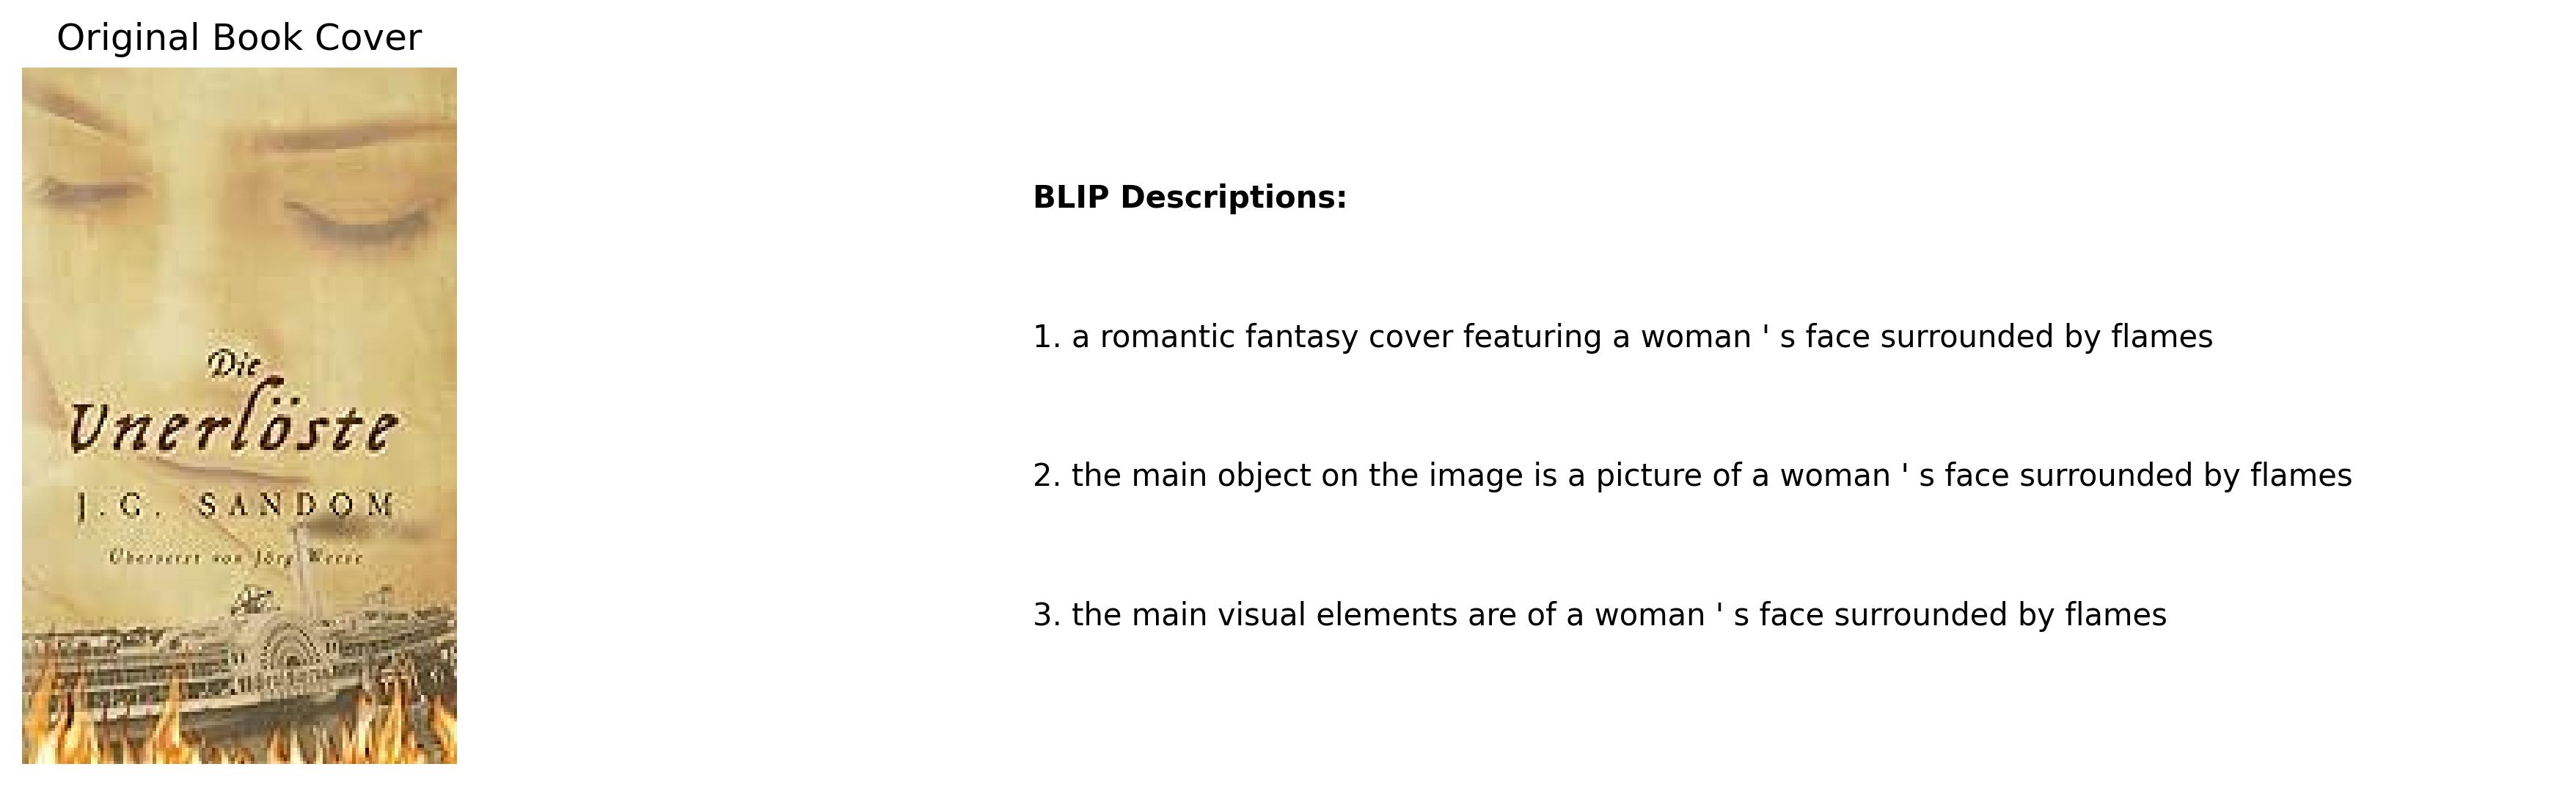 Original Book Cover
Die
Unerlöste
J.G. SANDOM
Übersetzt von Jörg
BLIP Descriptions:
1. a romantic fantasy cover featuring a woman ' s face surrounded by flames
2. the main object on the image is a picture of a woman ' s face surrounded by flames
3. the main visual elements are of a woman ' s face surrounded by flames